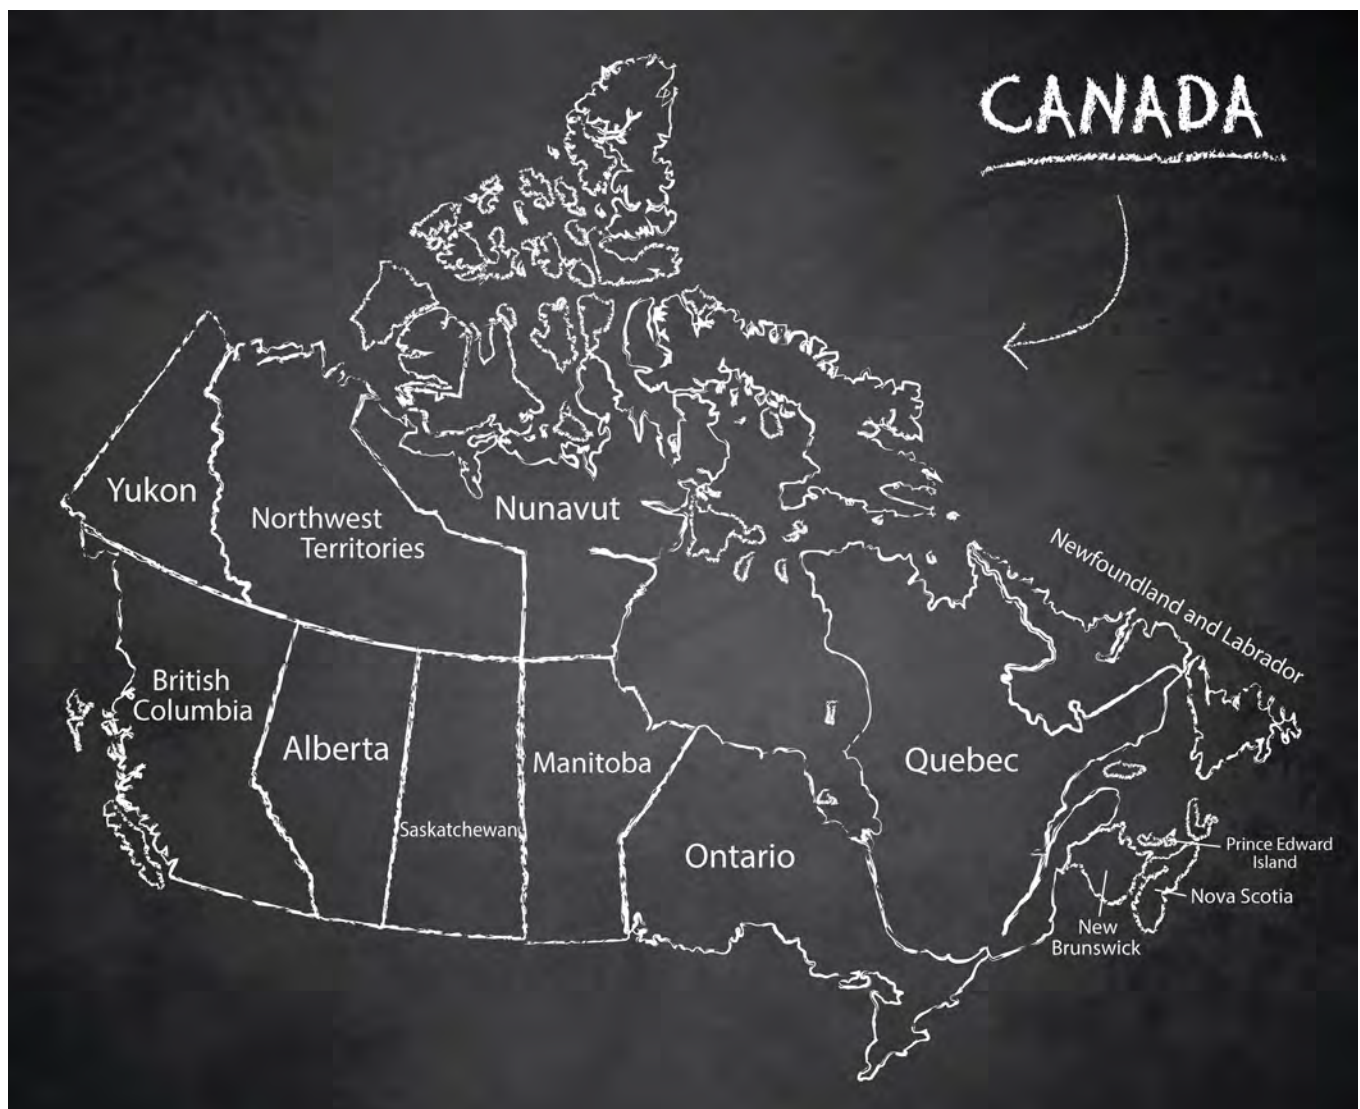 CANADA
Yukon
Northwest
Territories
Nunavut
Newfoundland and Labrador
British
Columbia
Alberta
Saskatchewan
Manitoba
Ontario
Quebec
Prince Edward
Island
Nova Scotia
New
Brunswick